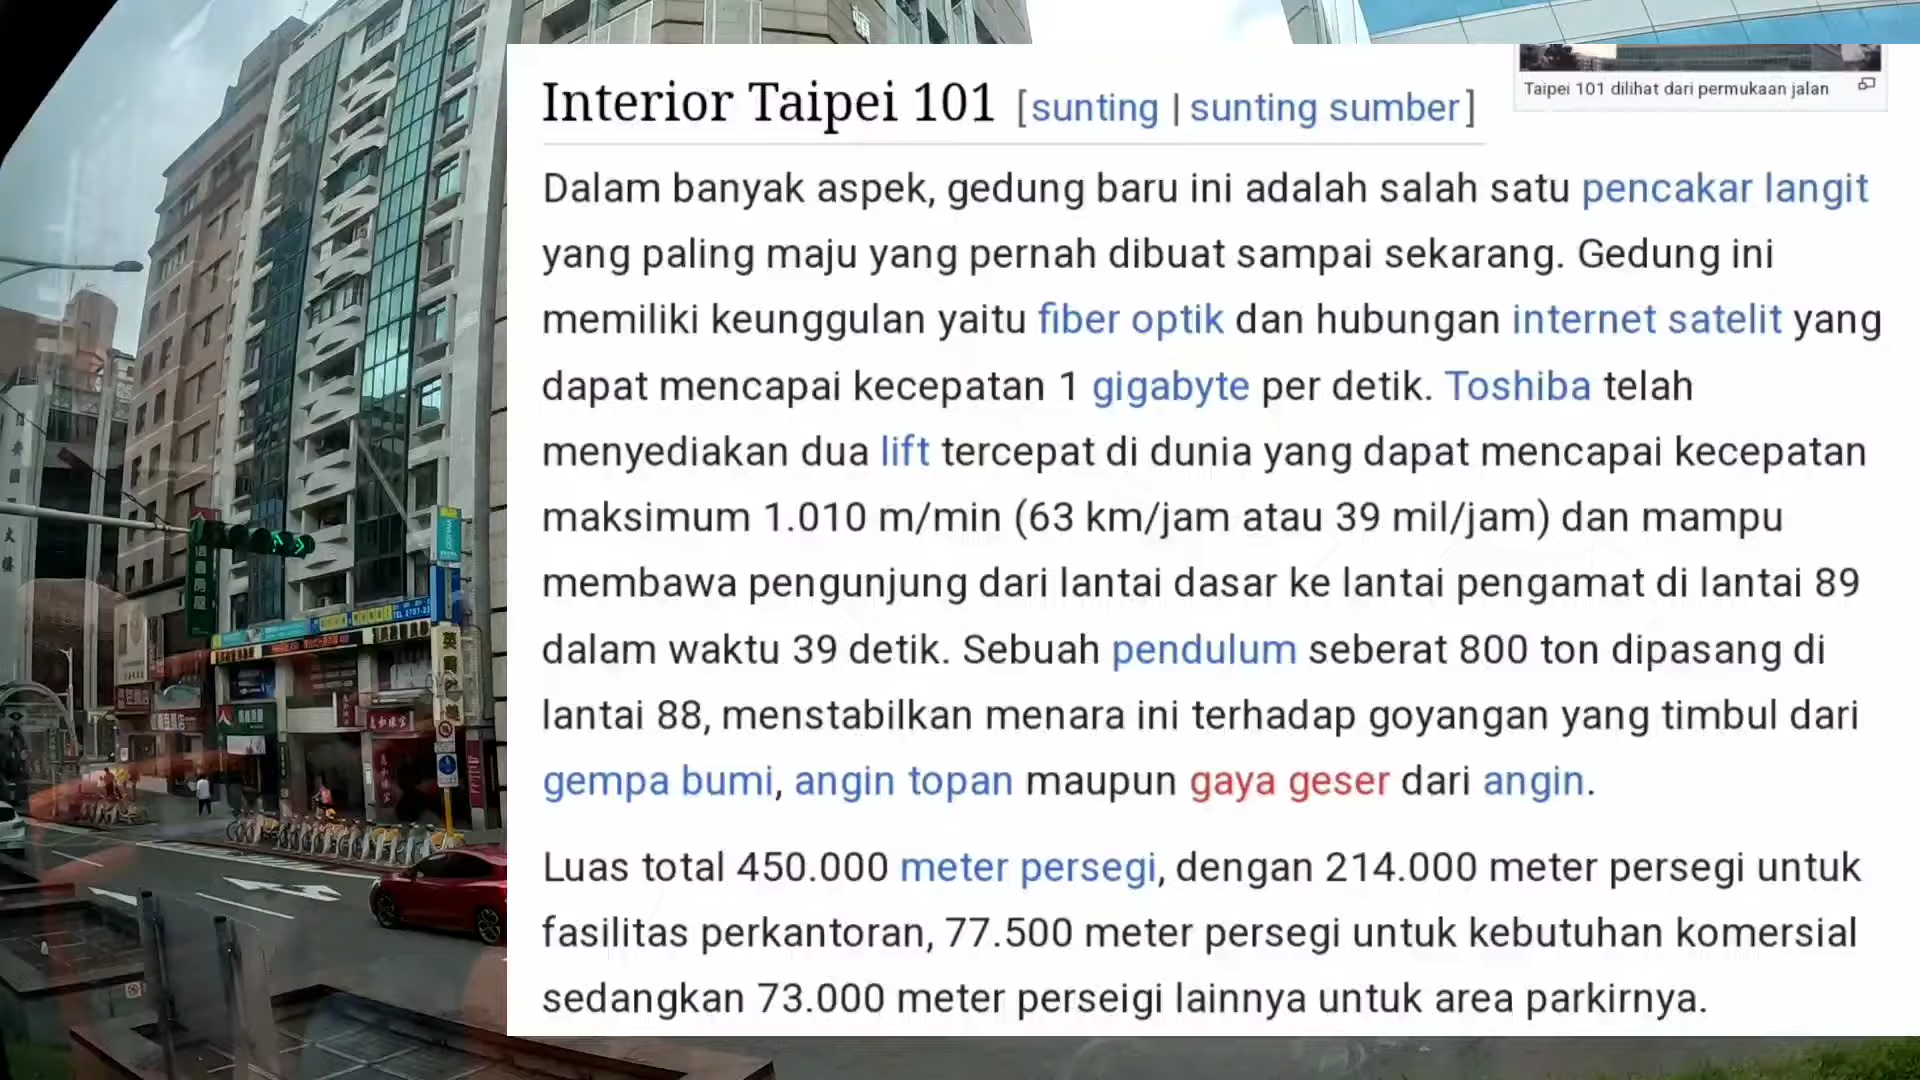 Taipei 101 dilihat dari permukaan jalan
Interior Taipei 101 [sunting | sunting sumber]
Dalam banyak aspek, gedung baru ini adalah salah satu pencakar langit
yang paling maju yang pernah dibuat sampai sekarang. Gedung ini
memiliki keunggulan yaitu fiber optik dan hubungan internet satelit yang
dapat mencapai kecepatan 1 gigabyte per detik. Toshiba telah
menyediakan dua lift tercepat di dunia yang dapat mencapai kecepatan
maksimum 1.010 m/min (63 km/jam atau 39 mil/jam) dan mampu
membawa pengunjung dari lantai dasar ke lantai pengamat di lantai 89
dalam waktu 39 detik. Sebuah pendulum seberat 800 ton dipasang di
lantai 88, menstabilkan menara ini terhadap goyangan yang timbul dari
gempa bumi, angin topan maupun gaya geser dari angin.
Luas total 450.000 meter persegi, dengan 214.000 meter persegi untuk
fasilitas perkantoran, 77.500 meter persegi untuk kebutuhan komersial
sedangkan 73.000 meter perseigi lainnya untuk area parkirnya.
信義房屋